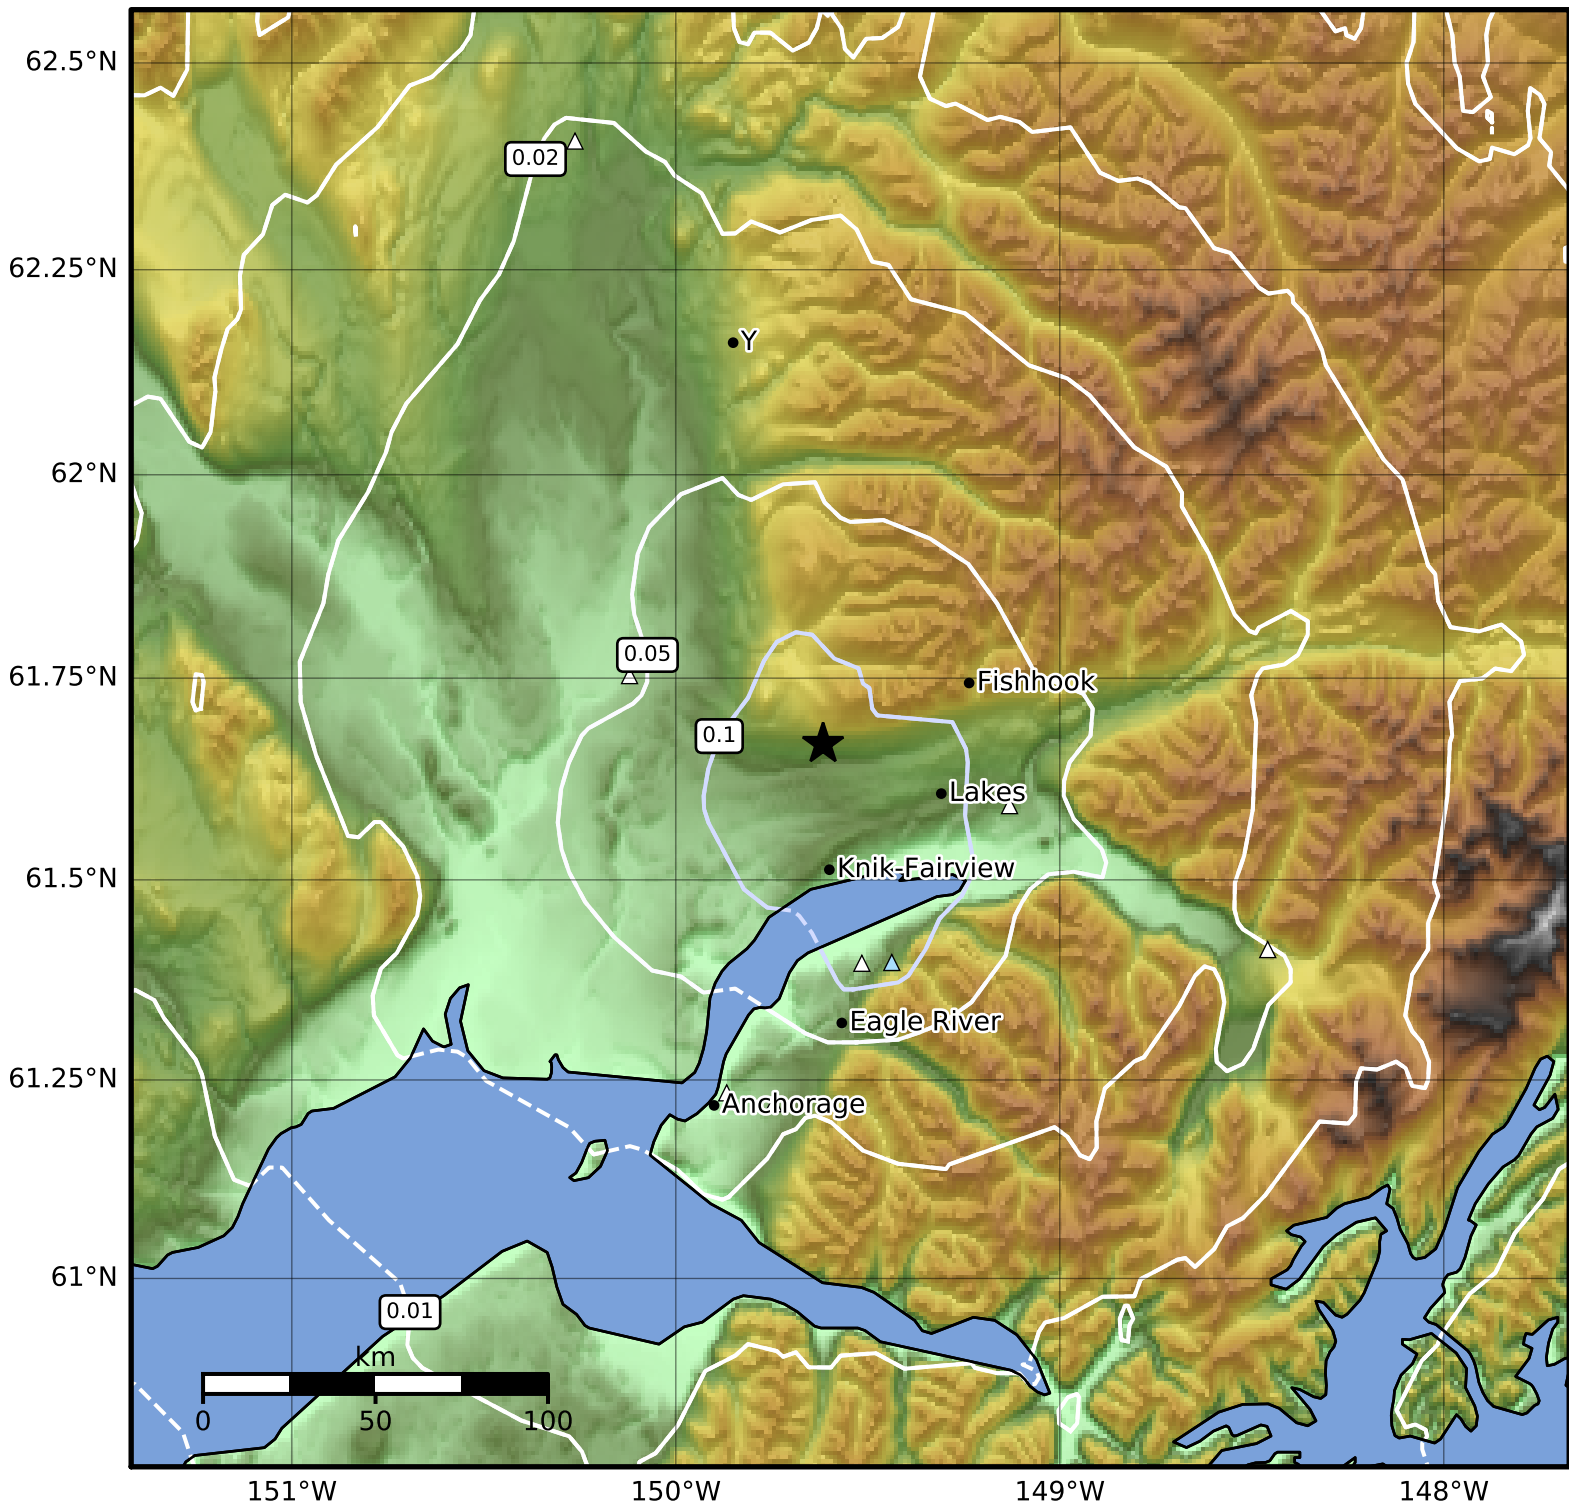 62.5°N
0.02
62.25°N
Y
62°N
0.05
61.75°N
Fishhook
0.1
Lakes
61.5°N
Knik-Fairview
Eagle River
61.25°N
Anchorage
61°N
0.01
km
0 50 100
151°W 150°W 149°W 148°W